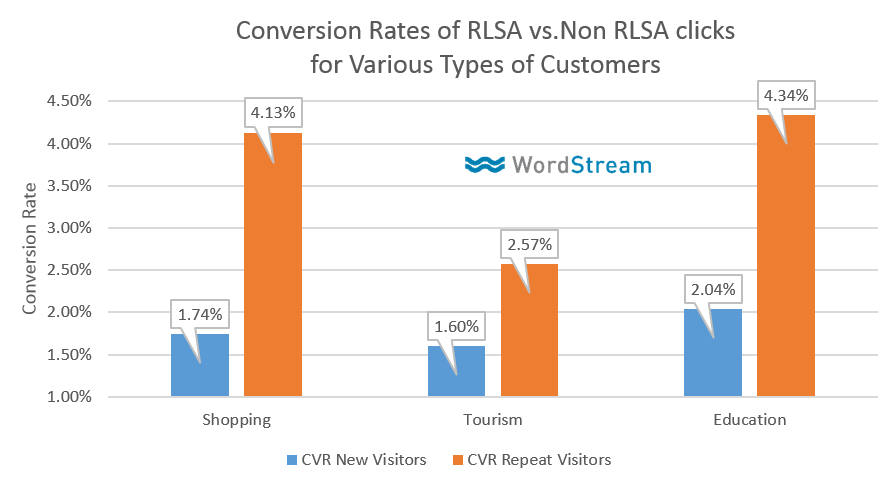 Conversion Rates of RLSA vs.Non RLSA clicks
for Various Types of Customers
4.50%
4.00%
3.50%
3.00%
2.50%
2.00%
1.50%
1.00%
Conversion Rate
4.13%
4.34%
WordStream
2.57%
2.04%
1.74%
1.60%
Shopping
Tourism
Education
CVR New Visitors
CVR Repeat Visitors